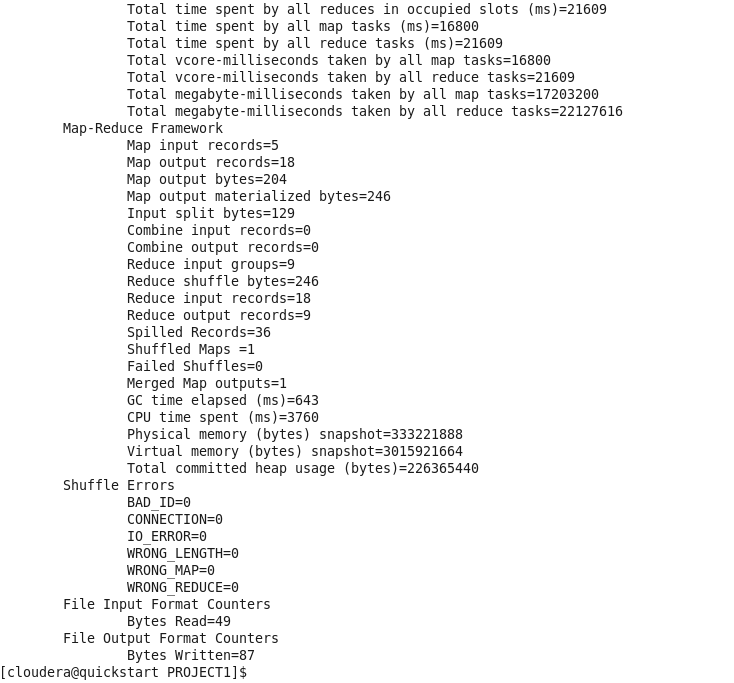 Total time spent by all reduces in occupied slots (ms)=21609
Total time spent by all map tasks (ms)=16800
Total time spent by all reduce tasks (ms)=21609
Total vcore-milliseconds taken by all map tasks=16800
Total vcore-milliseconds taken by all reduce tasks=21609
Total megabyte-milliseconds taken by all map tasks=17203200
Total megabyte-milliseconds taken by all reduce tasks=22127616
Map-Reduce Framework
Map input records=5
Map output records=18
Map output bytes=204
Map output materialized bytes=246
Input split bytes=129
Combine input records=0
Combine output records=0
Reduce input groups=9
Reduce shuffle bytes=246
Reduce input records=18
Reduce output records=9
Spilled Records=36
Shuffled Maps =1
Failed Shuffles=0
Merged Map outputs=1
GC time elapsed (ms)=643
CPU time spent (ms)=3760
Physical memory (bytes) snapshot=333221888
Virtual memory (bytes) snapshot=3015921664
Total committed heap usage (bytes)=226365440
Shuffle Errors
BAD_ID=0
CONNECTION=0
IO_ERROR=0
WRONG_LENGTH=0
WRONG_MAP=0
WRONG_REDUCE=0
File Input Format Counters
Bytes Read=49
File Output Format Counters
Bytes Written=87
[cloudera@quickstart PROJECT1]$